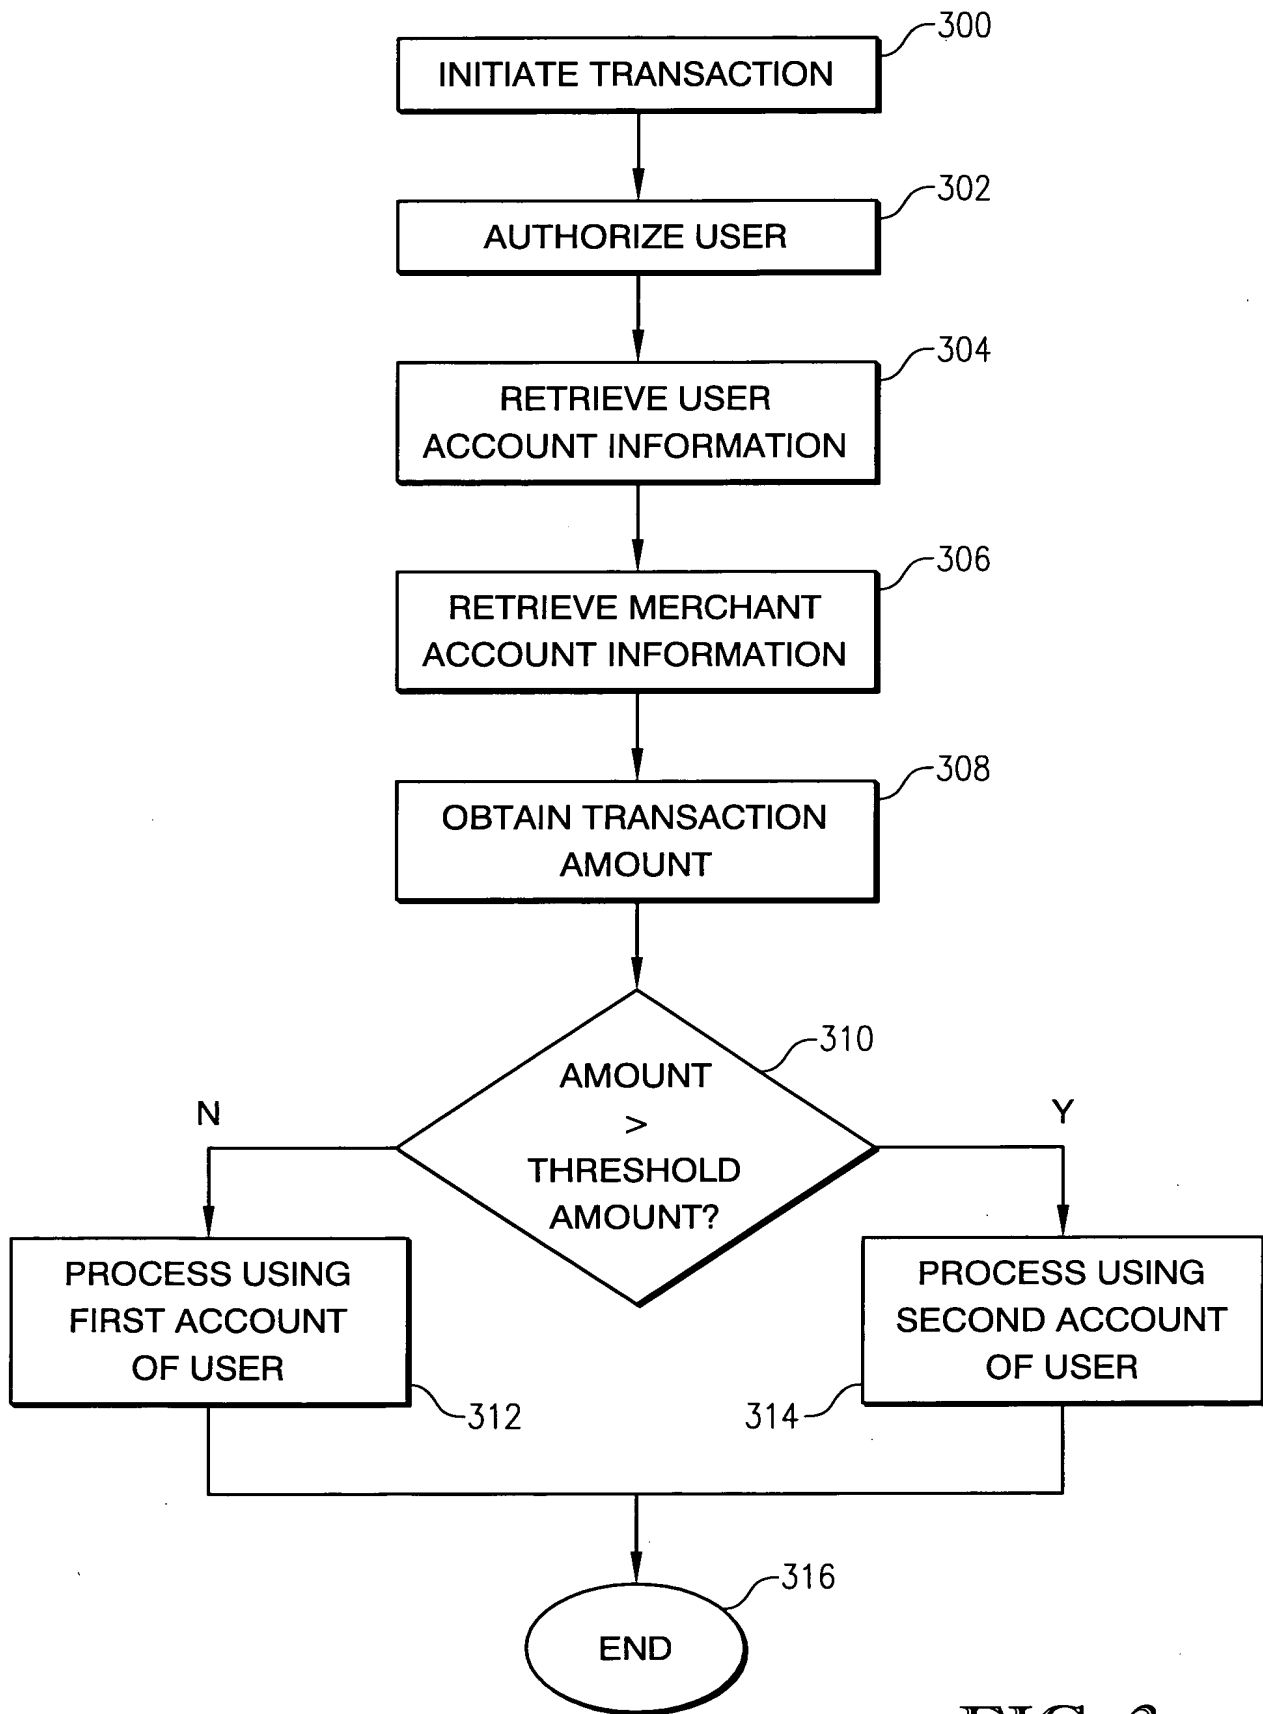 300
INITIATE TRANSACTION
302
AUTHORIZE USER
304
RETRIEVE USER
ACCOUNT INFORMATION
306
RETRIEVE MERCHANT
ACCOUNT INFORMATION
308
OBTAIN TRANSACTION
AMOUNT
310
AMOUNT
>
THRESHOLD
AMOUNT?
N
Y
PROCESS USING
FIRST ACCOUNT
OF USER
312
PROCESS USING
SECOND ACCOUNT
OF USER
314
316
END
FIG.